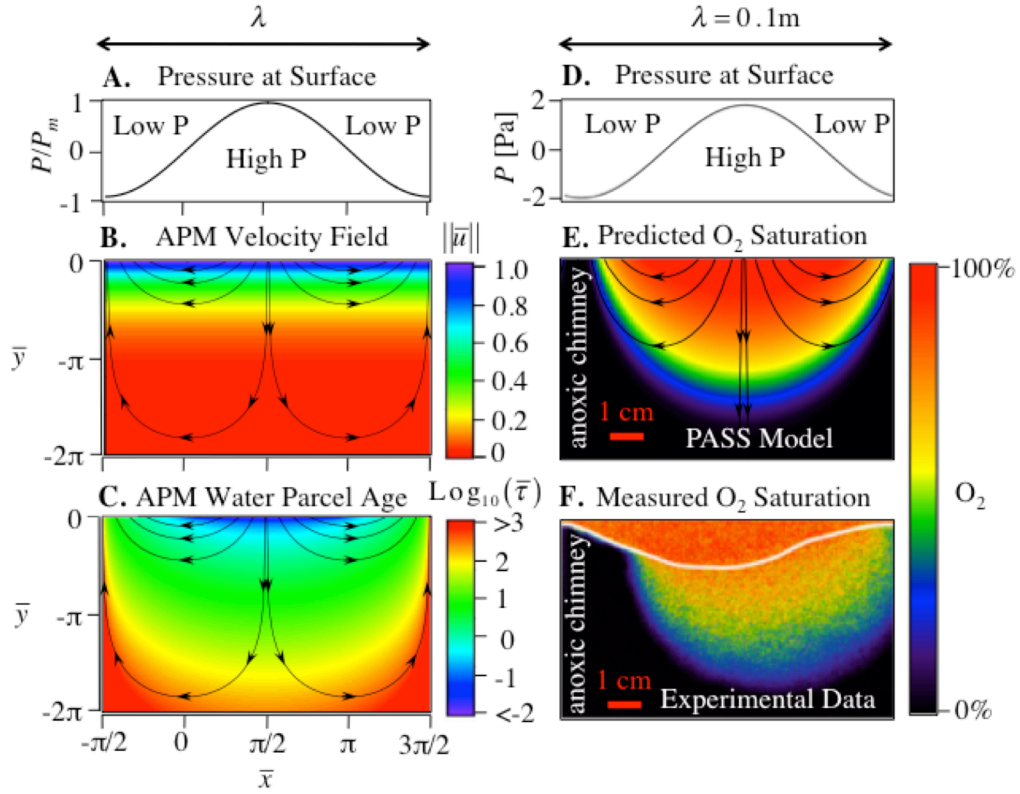 λ
λ = 0.1m
A. Pressure at Surface
1
0
-1
P/Pm
Low P
High P
Low P
D. Pressure at Surface
2
0
-2
P [Pa]
Low P
High P
Low P
B. APM Velocity Field
||u̅||
0
-π
-2π
y̅
1.0
0.8
0.6
0.4
0.2
0
E. Predicted O₂ Saturation
anoxic chimney
1 cm
PASS Model
100%
O₂
0%
C. APM Water Parcel Age
Log₁₀(τ̅)
0
-π
-2π
y̅
>3
2
1
0
-1
<-2
-π/2
0
π/2
π
3π/2
x̅
F. Measured O₂ Saturation
anoxic chimney
1 cm
Experimental Data